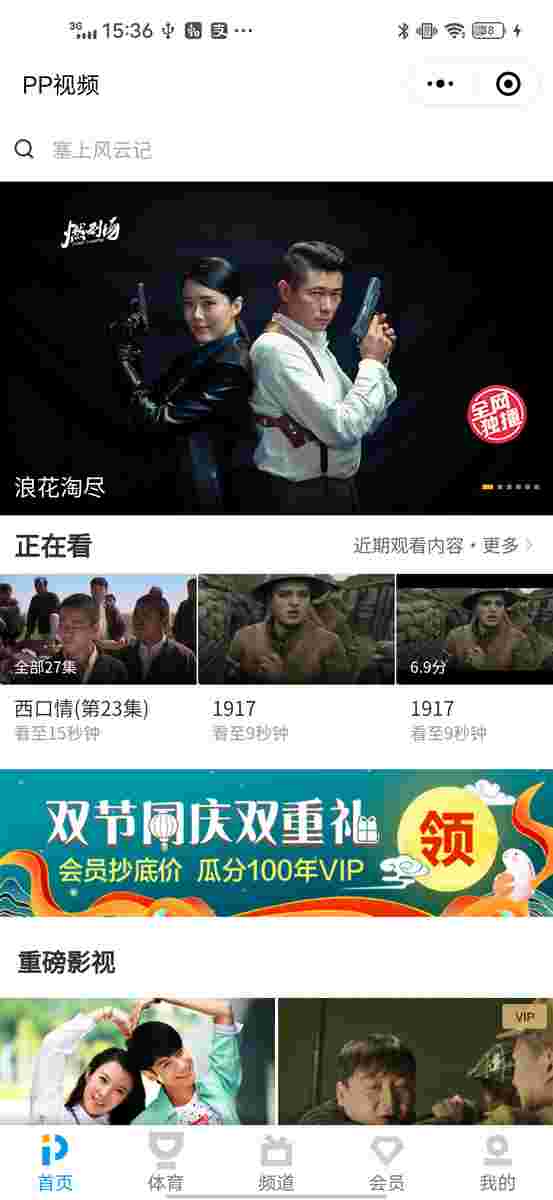 3G 15:36
PP视频
塞上风云记
燃剧场
全网
独播
浪花淘尽
正在看
近期观看内容·更多
全部27集
6.9分
西口情(第23集)
1917
1917
看至15秒钟
看至9秒钟
看至9秒钟
双节同庆双重礼
领
会员抄底价 瓜分100年VIP
重磅影视
VIP
首页
体育
频道
会员
我的